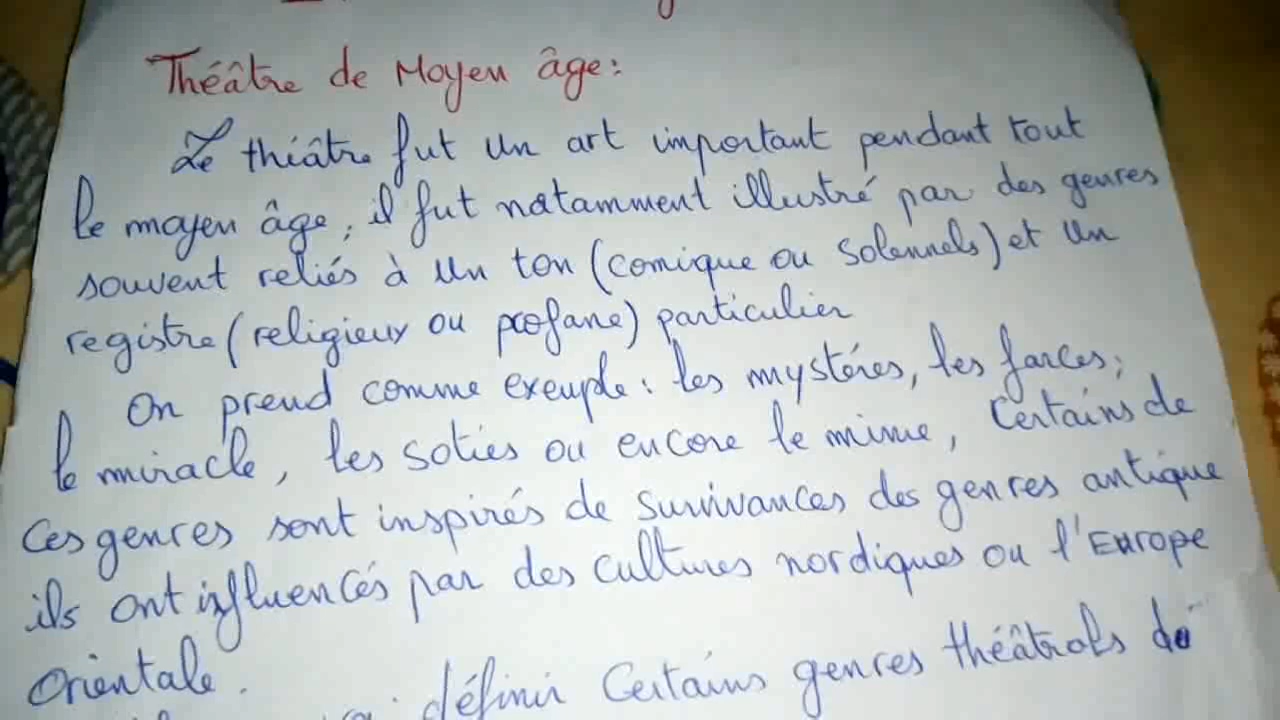 Théâtre de Moyen âge :
Le théâtre fut un art important pendant tout
le moyen âge, il fut natamment illustré par des genres
souvent reliés à un ton (comique ou solennels) et un
registre (religieux ou profane) particulier
On prend comme exemple : les mystéres, les farces,
le miracle, les soties ou encore le mime, Certains de
Ces genres sont inspirés de survivances des genres antique
ils ont influencés par des cultures nordiques ou l'Europe
Orientale.
définir Certains genres théâtrals de